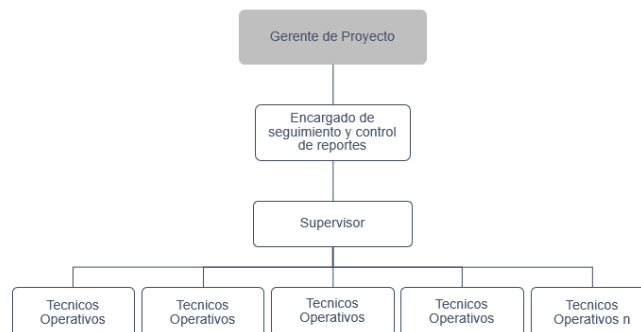 Gerente de Proyecto
Encargado de
seguimiento y control
de reportes
Supervisor
Tecnicos
Operativos
Tecnicos
Operativos
Tecnicos
Operativos
Tecnicos
Operativos
Tecnicos
Operativos n